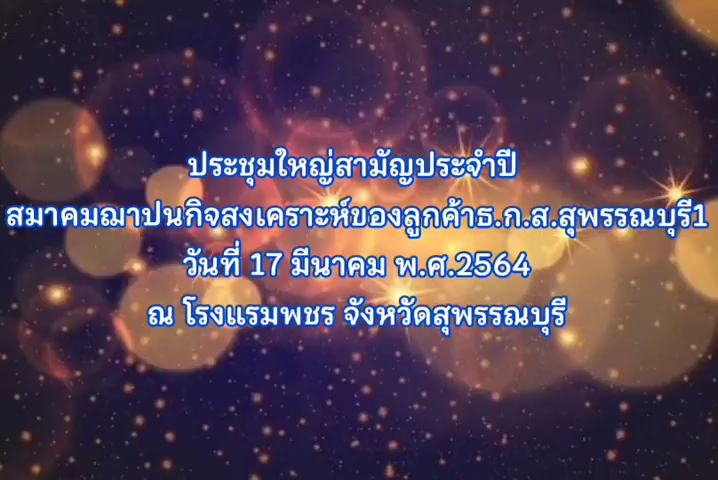 ประชุมใหญ่สามัญประจำปี
สมาคมฌาปนกิจสงเคราะห์ของลูกค้าธ.ก.ส.สุพรรณบุรี1
วันที่ 17 มีนาคม พ.ศ.2564
ณ โรงแรมพชร จังหวัดสุพรรณบุรี